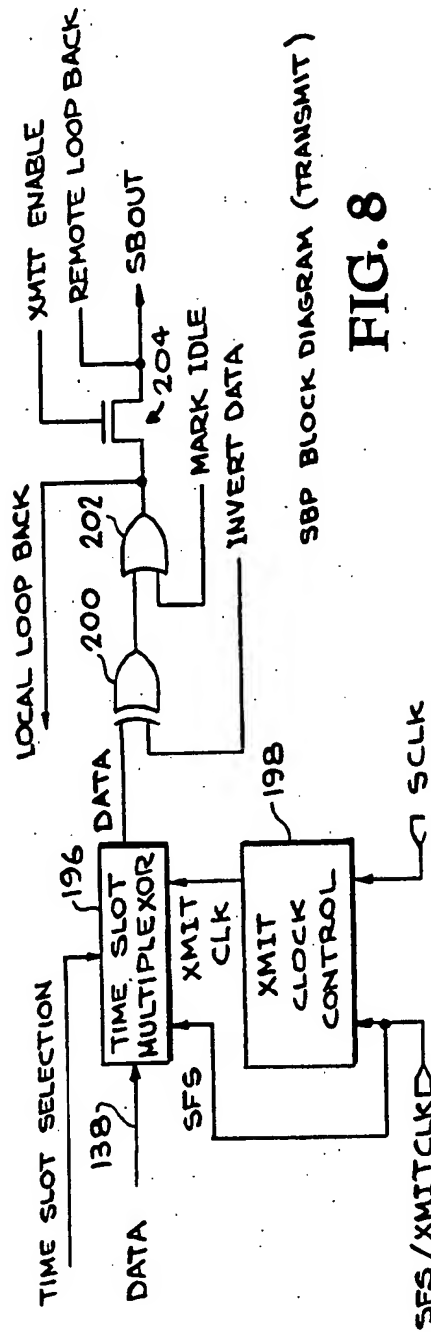 TIME SLOT SELECTION
DATA
138
196
TIME SLOT
MULTIPLEXOR
DATA
LOCAL LOOP BACK
200
202
XMIT ENABLE
REMOTE LOOP BACK
SBOUT
204
MARK IDLE
INVERT DATA
SFS
XMIT
CLK
198
XMIT
CLOCK
CONTROL
SFS/XMITCLK
SCLK
SBP BLOCK DIAGRAM (TRANSMIT)
FIG. 8